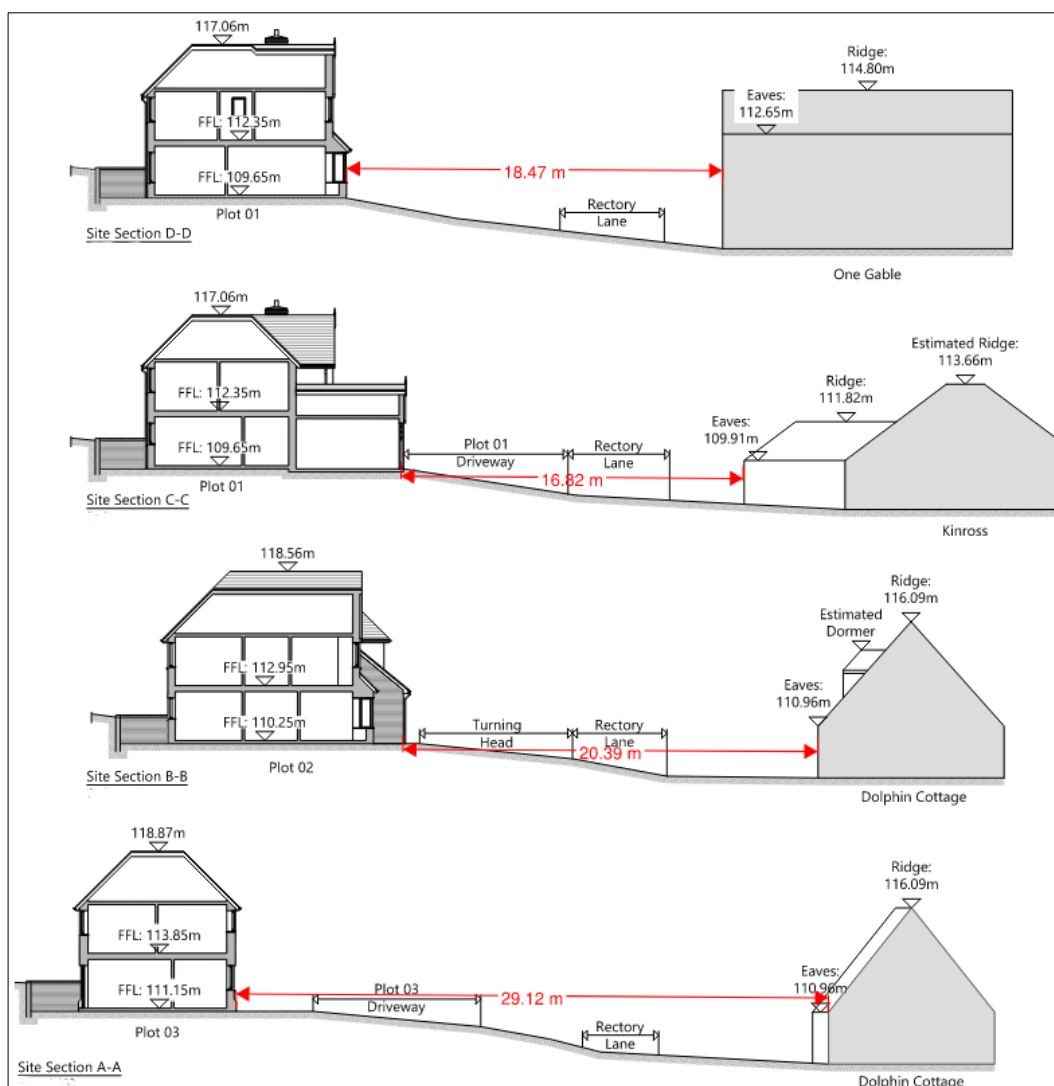 117.06m
Ridge:
114.80m
Eaves:
112.65m
FFL: 112.35m
18.47 m
FFL: 109.65m
Rectory
Lane
Plot 01
Site Section D-D
One Gable
117.06m
Estimated Ridge:
113.66m
Ridge:
111.82m
FFL: 112.35m
Eaves:
109.91m
FFL: 109.65m
Plot 01
Driveway
Rectory
Lane
16.82 m
Plot 01
Site Section C-C
Kinross
118.56m
Ridge:
116.09m
Estimated
Dormer
FFL: 112.95m
Eaves:
110.96m
FFL: 110.25m
Turning
Head
Rectory
Lane
20.39 m
Plot 02
Site Section B-B
Dolphin Cottage
118.87m
Ridge:
116.09m
FFL: 113.85m
Eaves:
110.96m
FFL: 111.15m
Plot 03
Driveway
29.12 m
Rectory
Lane
Plot 03
Site Section A-A
Dolphin Cottage